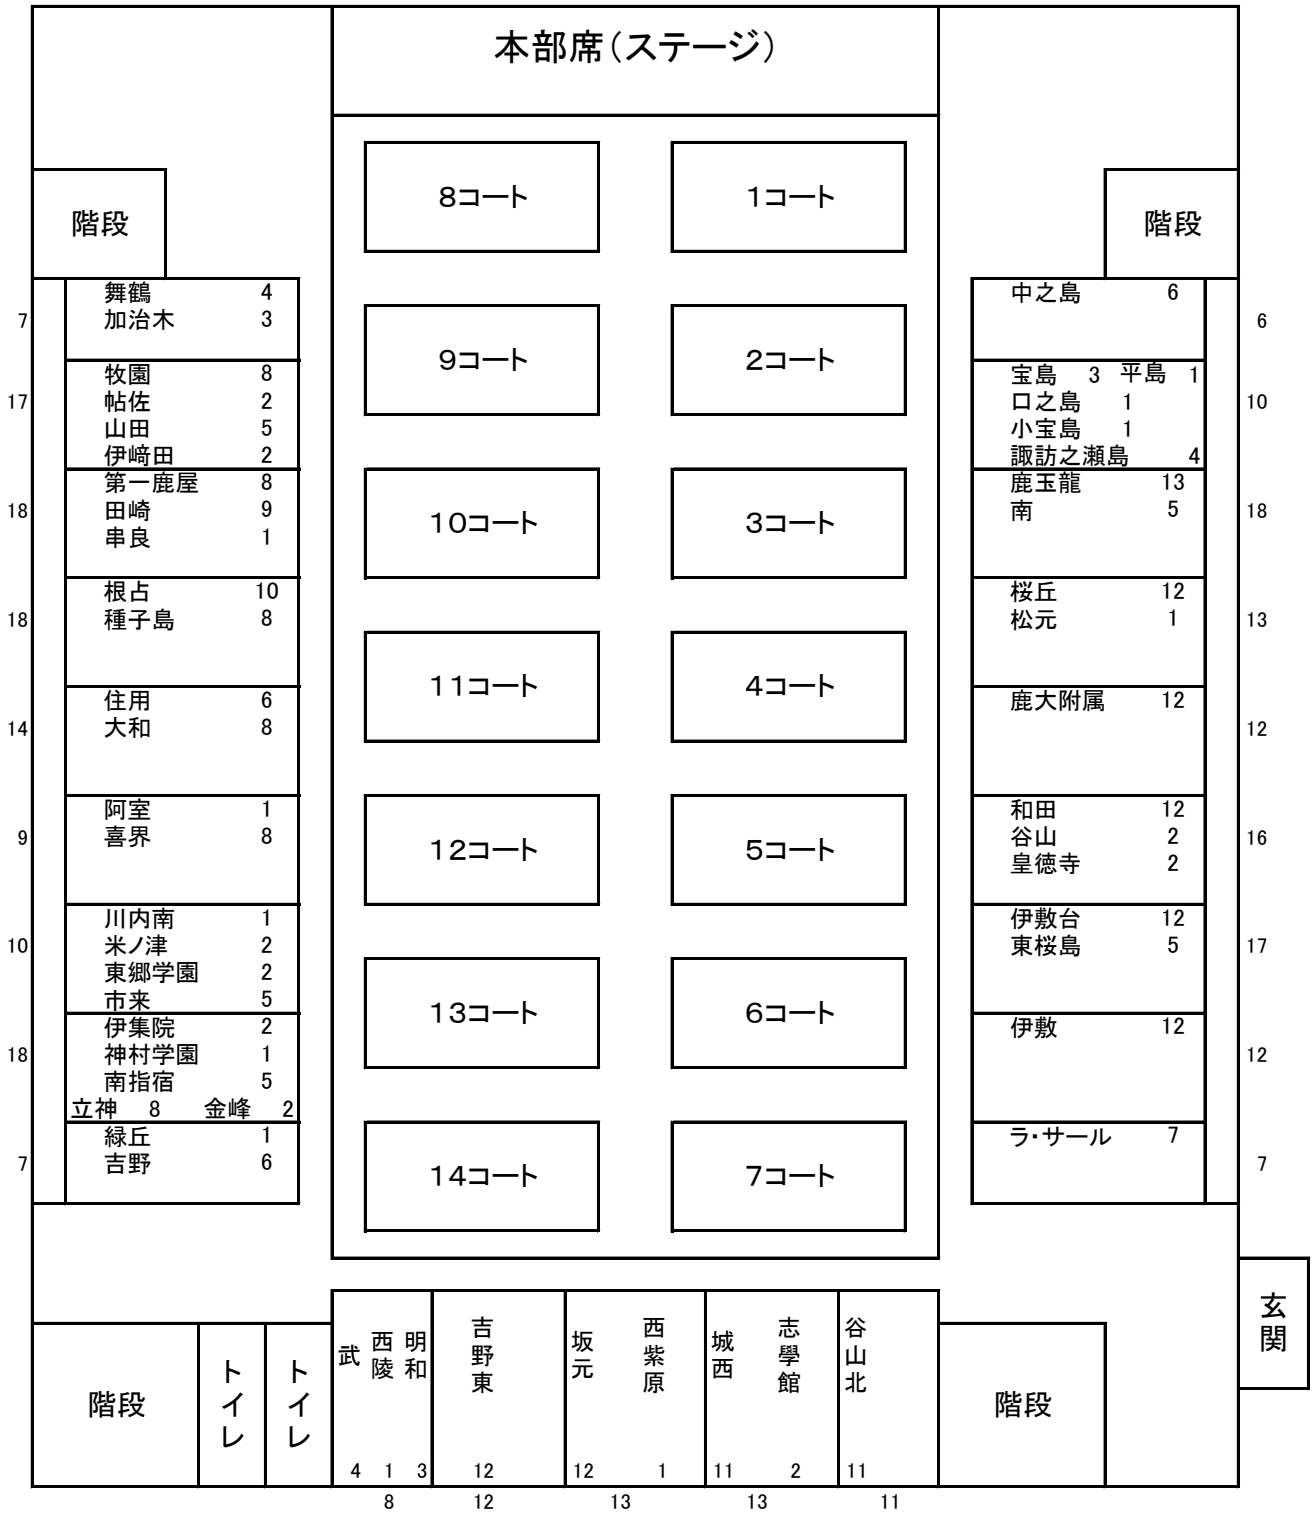 本部席（ステージ）
8コート 1コート
階段 階段
舞鶴 4 中之島 6
7 加治木 3 6
9コート 2コート
牧園 8 宝島 3 平島 1
17 帖佐 2 口之島 1 10
山田 5 小宝島 1
伊﨑田 2 諏訪之瀬島 4
第一鹿屋 8 鹿玉龍 13
18 田崎 9 10コート 3コート 南 5 18
串良 1
根占 10 桜丘 12
18 種子島 8 松元 1 13
11コート 4コート
住用 6 鹿大附属 12
14 大和 8 12
阿室 1 和田 12
9 喜界 8 12コート 5コート 谷山 2 16
皇徳寺 2
川内南 1 伊敷台 12
10 米ノ津 2 東桜島 5 17
東郷学園 2
市来 5
13コート 6コート
伊集院 2 伊敷 12
18 神村学園 1 12
南指宿 5
立神 8 金峰 2
緑丘 1 ラ・サール 7
7 吉野 6 7
14コート 7コート
玄関
武 西陵 明和 吉野東 坂元 西紫原 城西 志學館 谷山北
階段 トイレ トイレ 階段
4 1 3 12 12 1 11 2 11
8 12 13 13 11